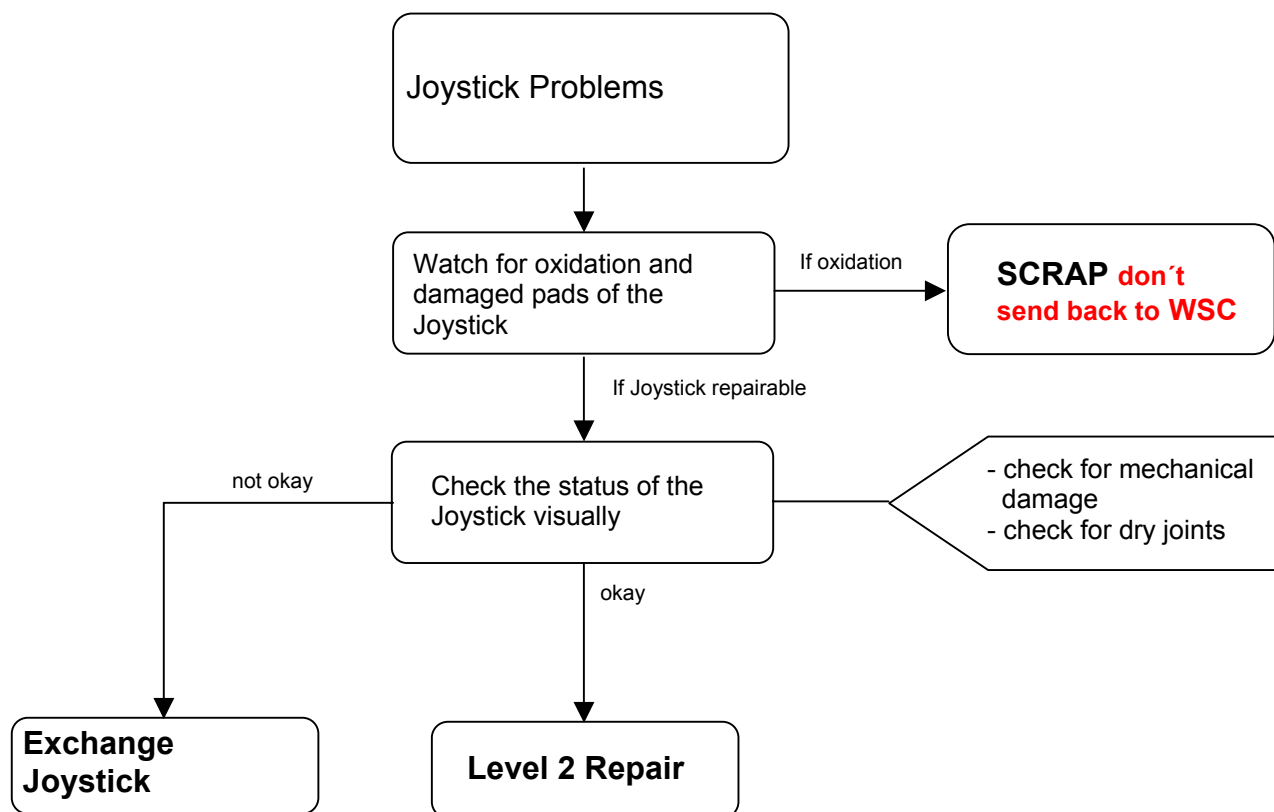 Joystick Problems
Watch for oxidation and
damaged pads of the
Joystick
If oxidation
SCRAP don´t
send back to WSC
If Joystick repairable
not okay
Check the status of the
Joystick visually
- check for mechanical
damage
- check for dry joints
okay
Exchange
Joystick
Level 2 Repair